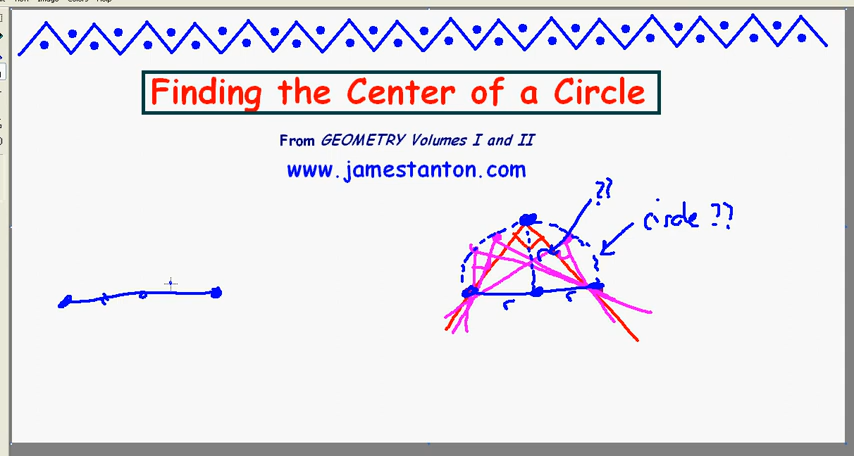 Finding the Center of a Circle
From GEOMETRY Volumes I and II
www.jamestanton.com
??
circle ??
r
r r